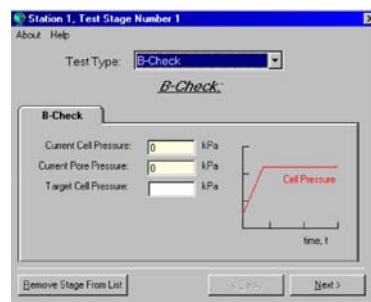 Station 1, Test Stage Number 1
About Help
Test Type: B-Check
B-Check:
B-Check
Current Cell Pressure: 0 kPa
Current Pore Pressure: 0 kPa
Target Cell Pressure: kPa
Cell Pressure
time, t
Remove Stage From List
< Back
Next >